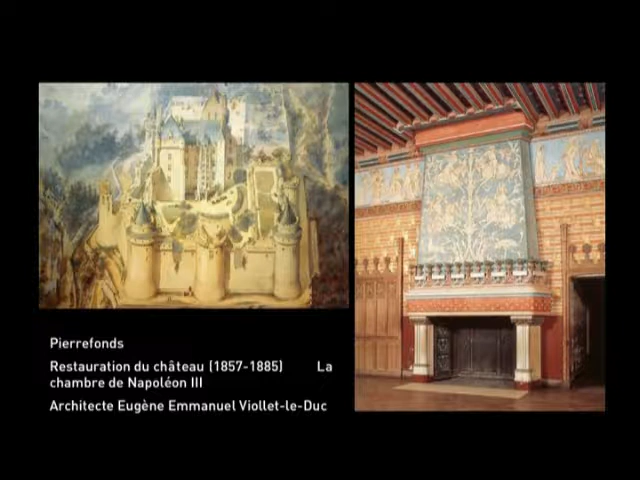 Pierrefonds
Restauration du château (1857-1885) La
chambre de Napoléon III
Architecte Eugène Emmanuel Viollet-le-Duc